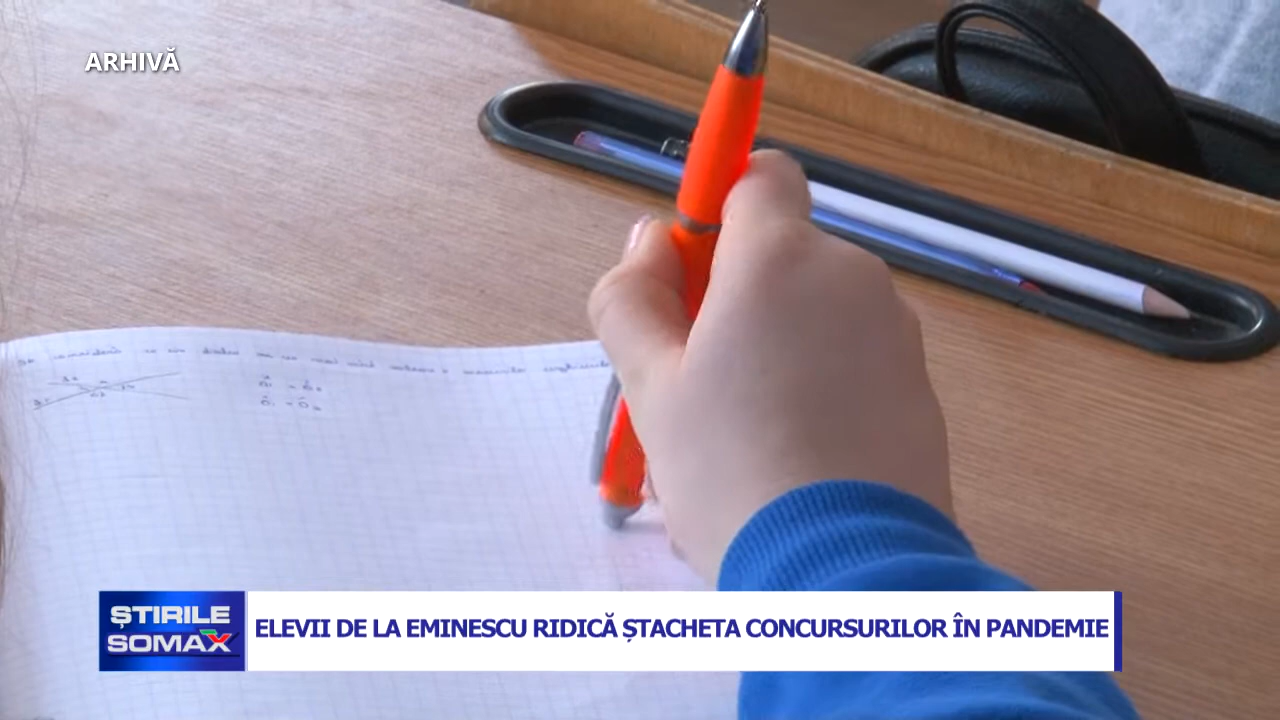 ARHIVĂ
ȘTIRILE
SOMAX
ELEVII DE LA EMINESCU RIDICĂ ȘTACHETA CONCURSURILOR ÎN PANDEMIE